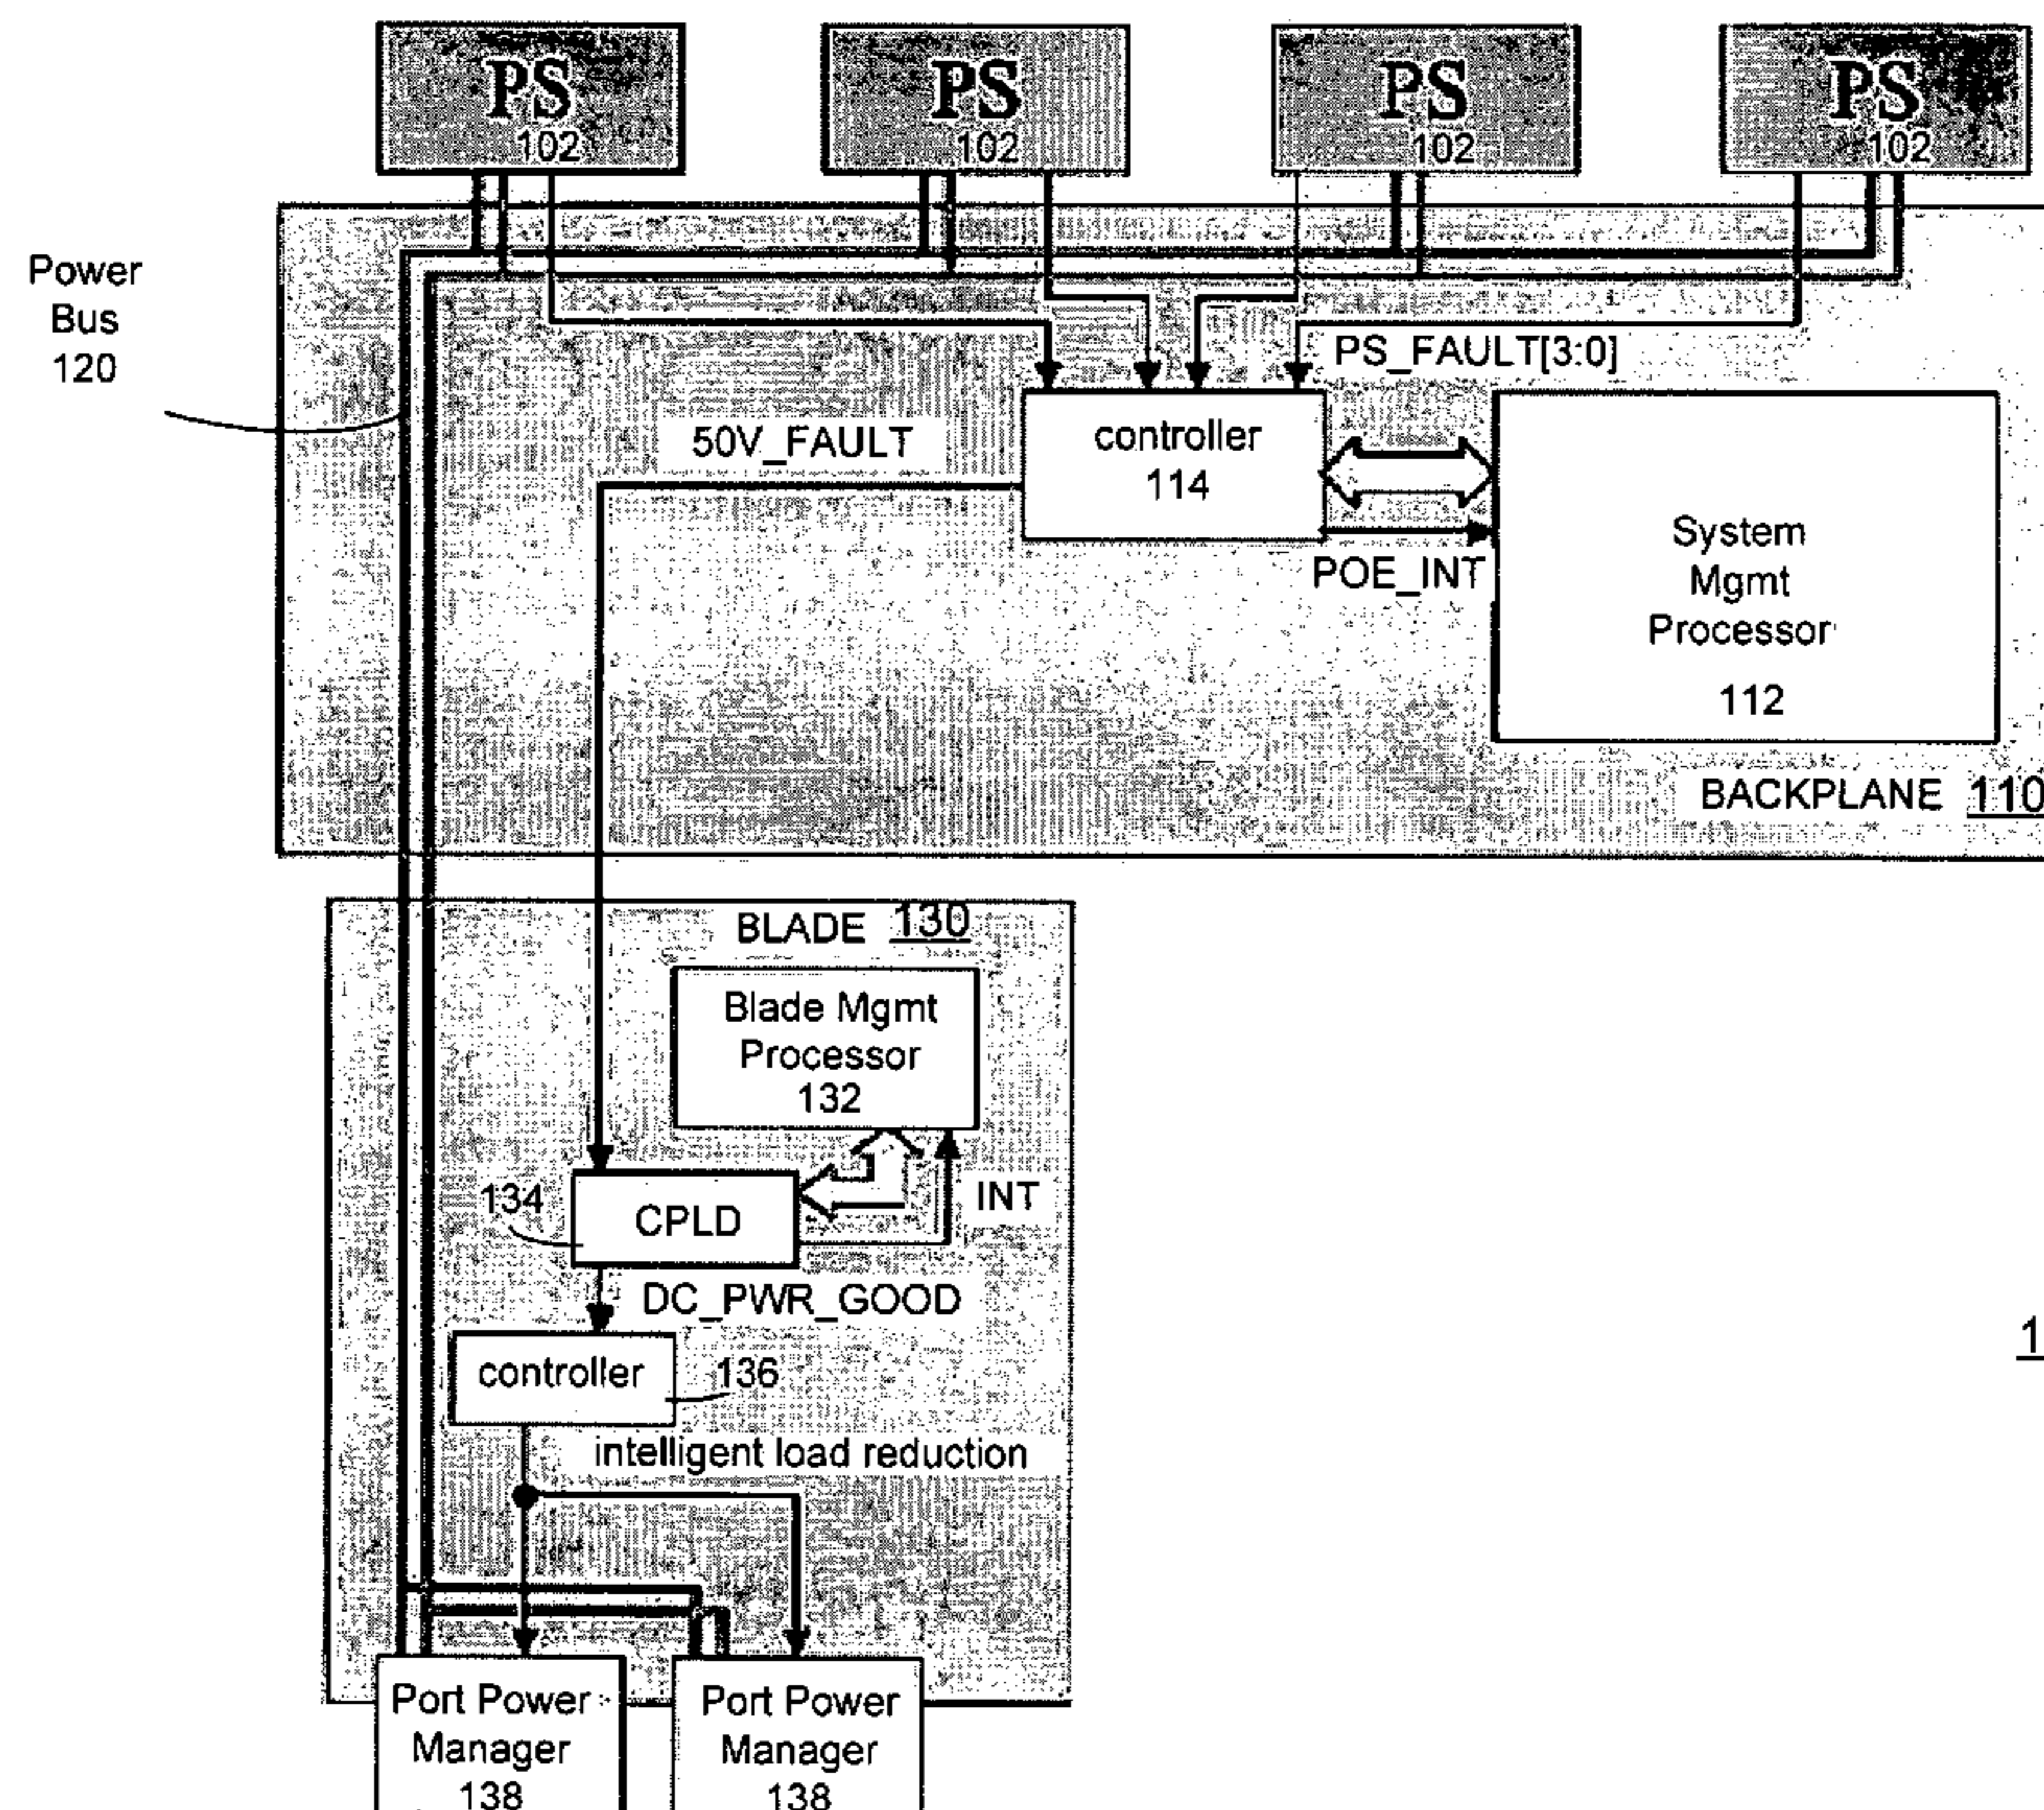 PS
102
PS
102
PS
102
PS
102
Power
Bus
120
PS_FAULT[3:0]
50V_FAULT
controller
114
POE_INT
System
Mgmt
Processor
112
BACKPLANE 110
BLADE 130
Blade Mgmt
Processor
132
134
CPLD
INT
DC_PWR_GOOD
controller
136
intelligent load reduction
Port Power
Manager
138
Port Power
Manager
138